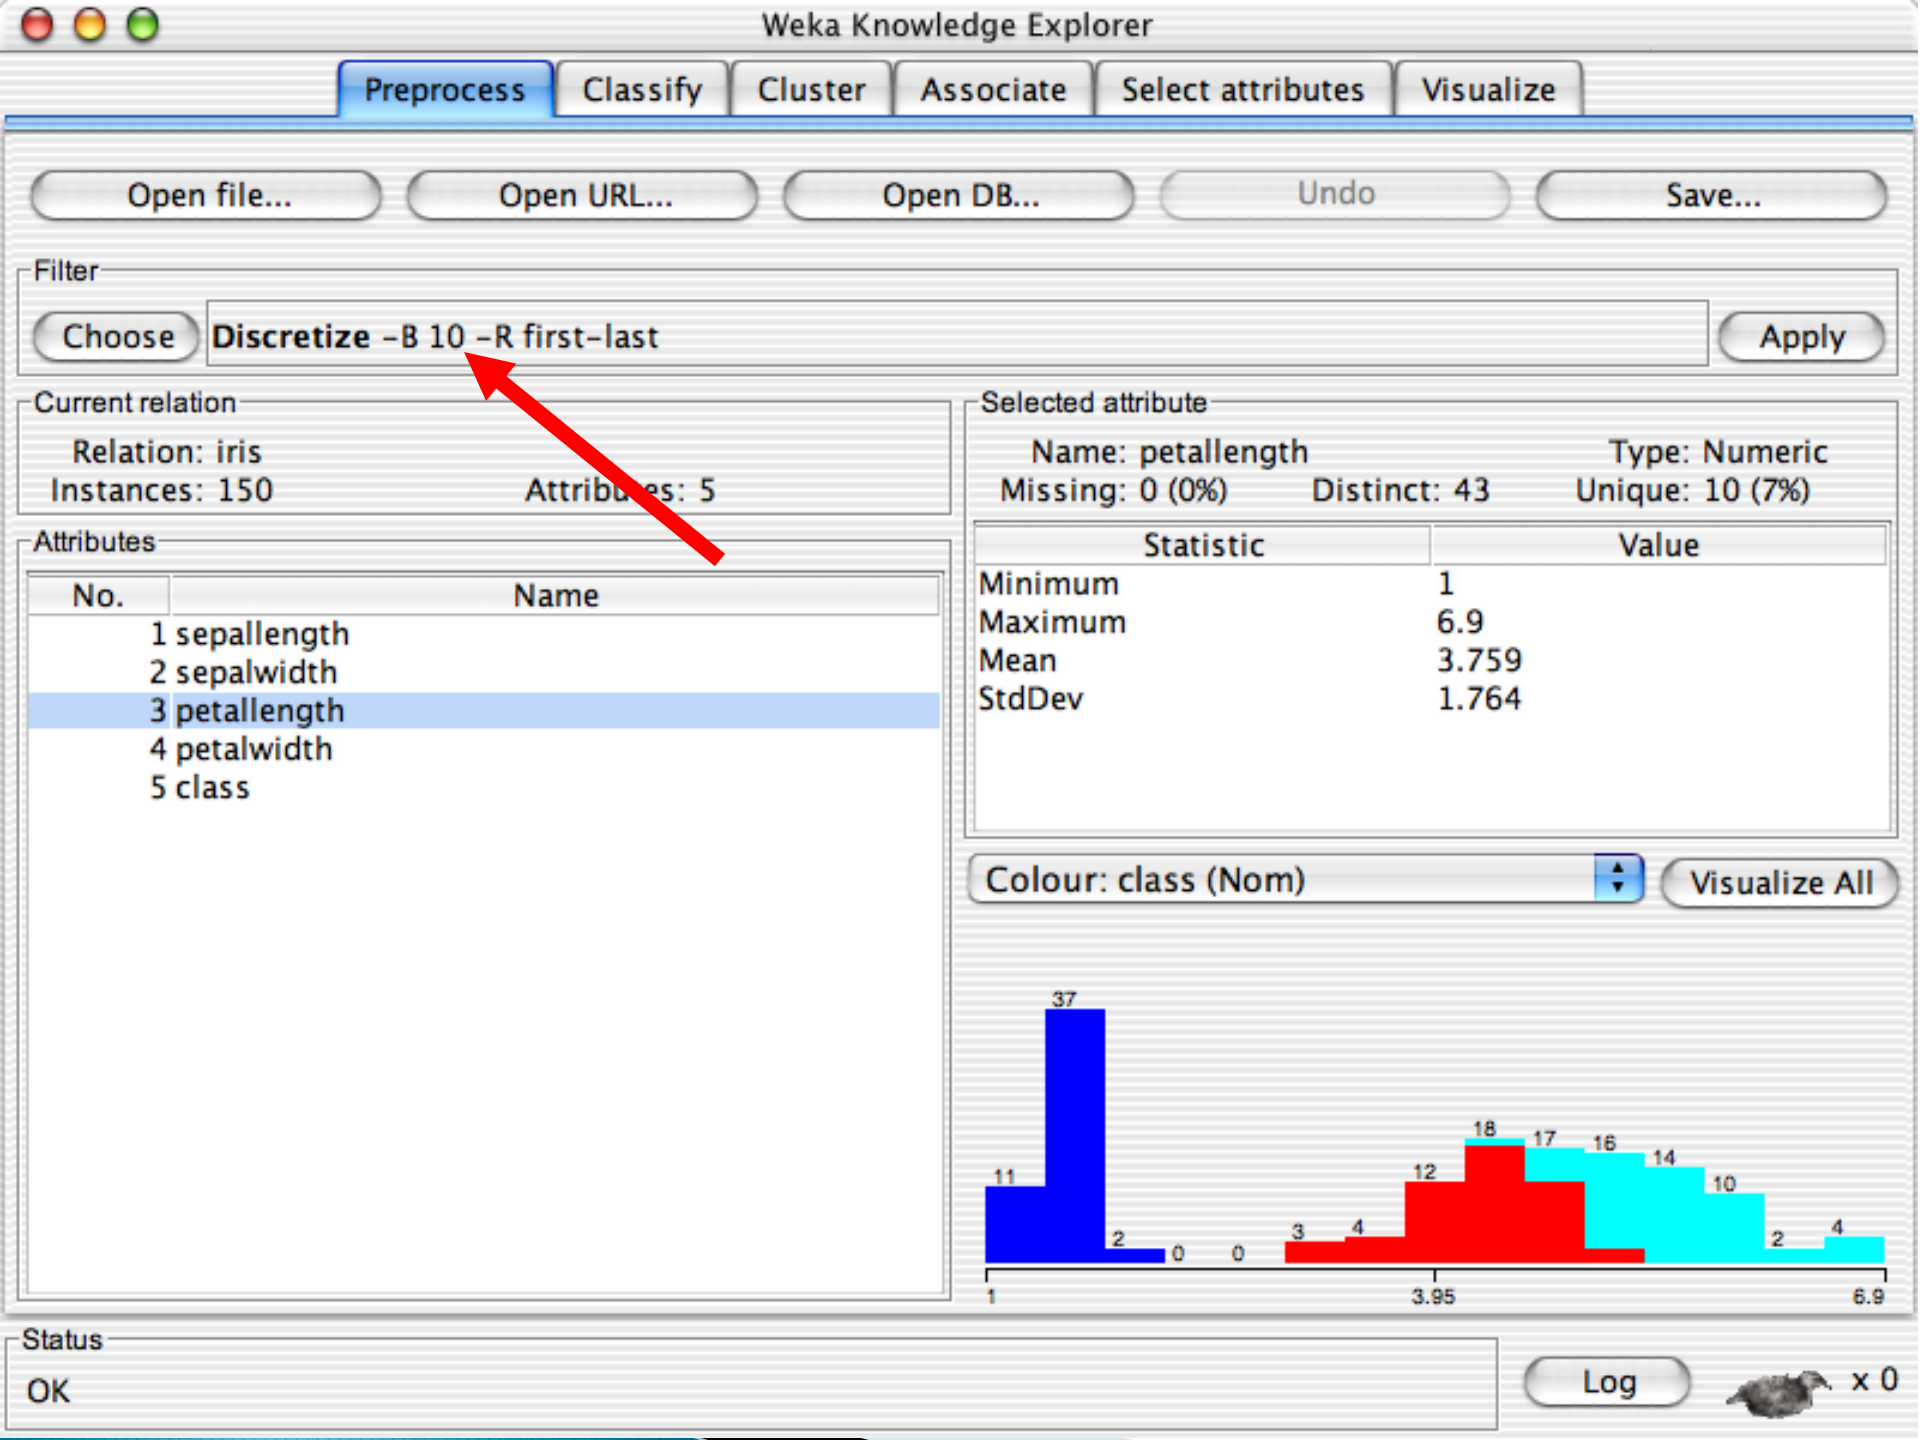 Weka Knowledge Explorer
Preprocess Classify Cluster Associate Select attributes Visualize
Open file... Open URL... Open DB... Undo Save...
Filter
Choose Discretize -B 10 -R first-last Apply
Current relation
Relation: iris
Instances: 150 Attributes: 5
Selected attribute
Name: petallength Type: Numeric
Missing: 0 (0%) Distinct: 43 Unique: 10 (7%)
Attributes
No. Name
1 sepallength
2 sepalwidth
3 petallength
4 petalwidth
5 class
Statistic Value
Minimum 1
Maximum 6.9
Mean 3.759
StdDev 1.764
Colour: class (Nom) Visualize All
11 37 2 0 0 3 4 12 18 17 16 14 10 2 4
1 3.95 6.9
Status
OK
Log x 0